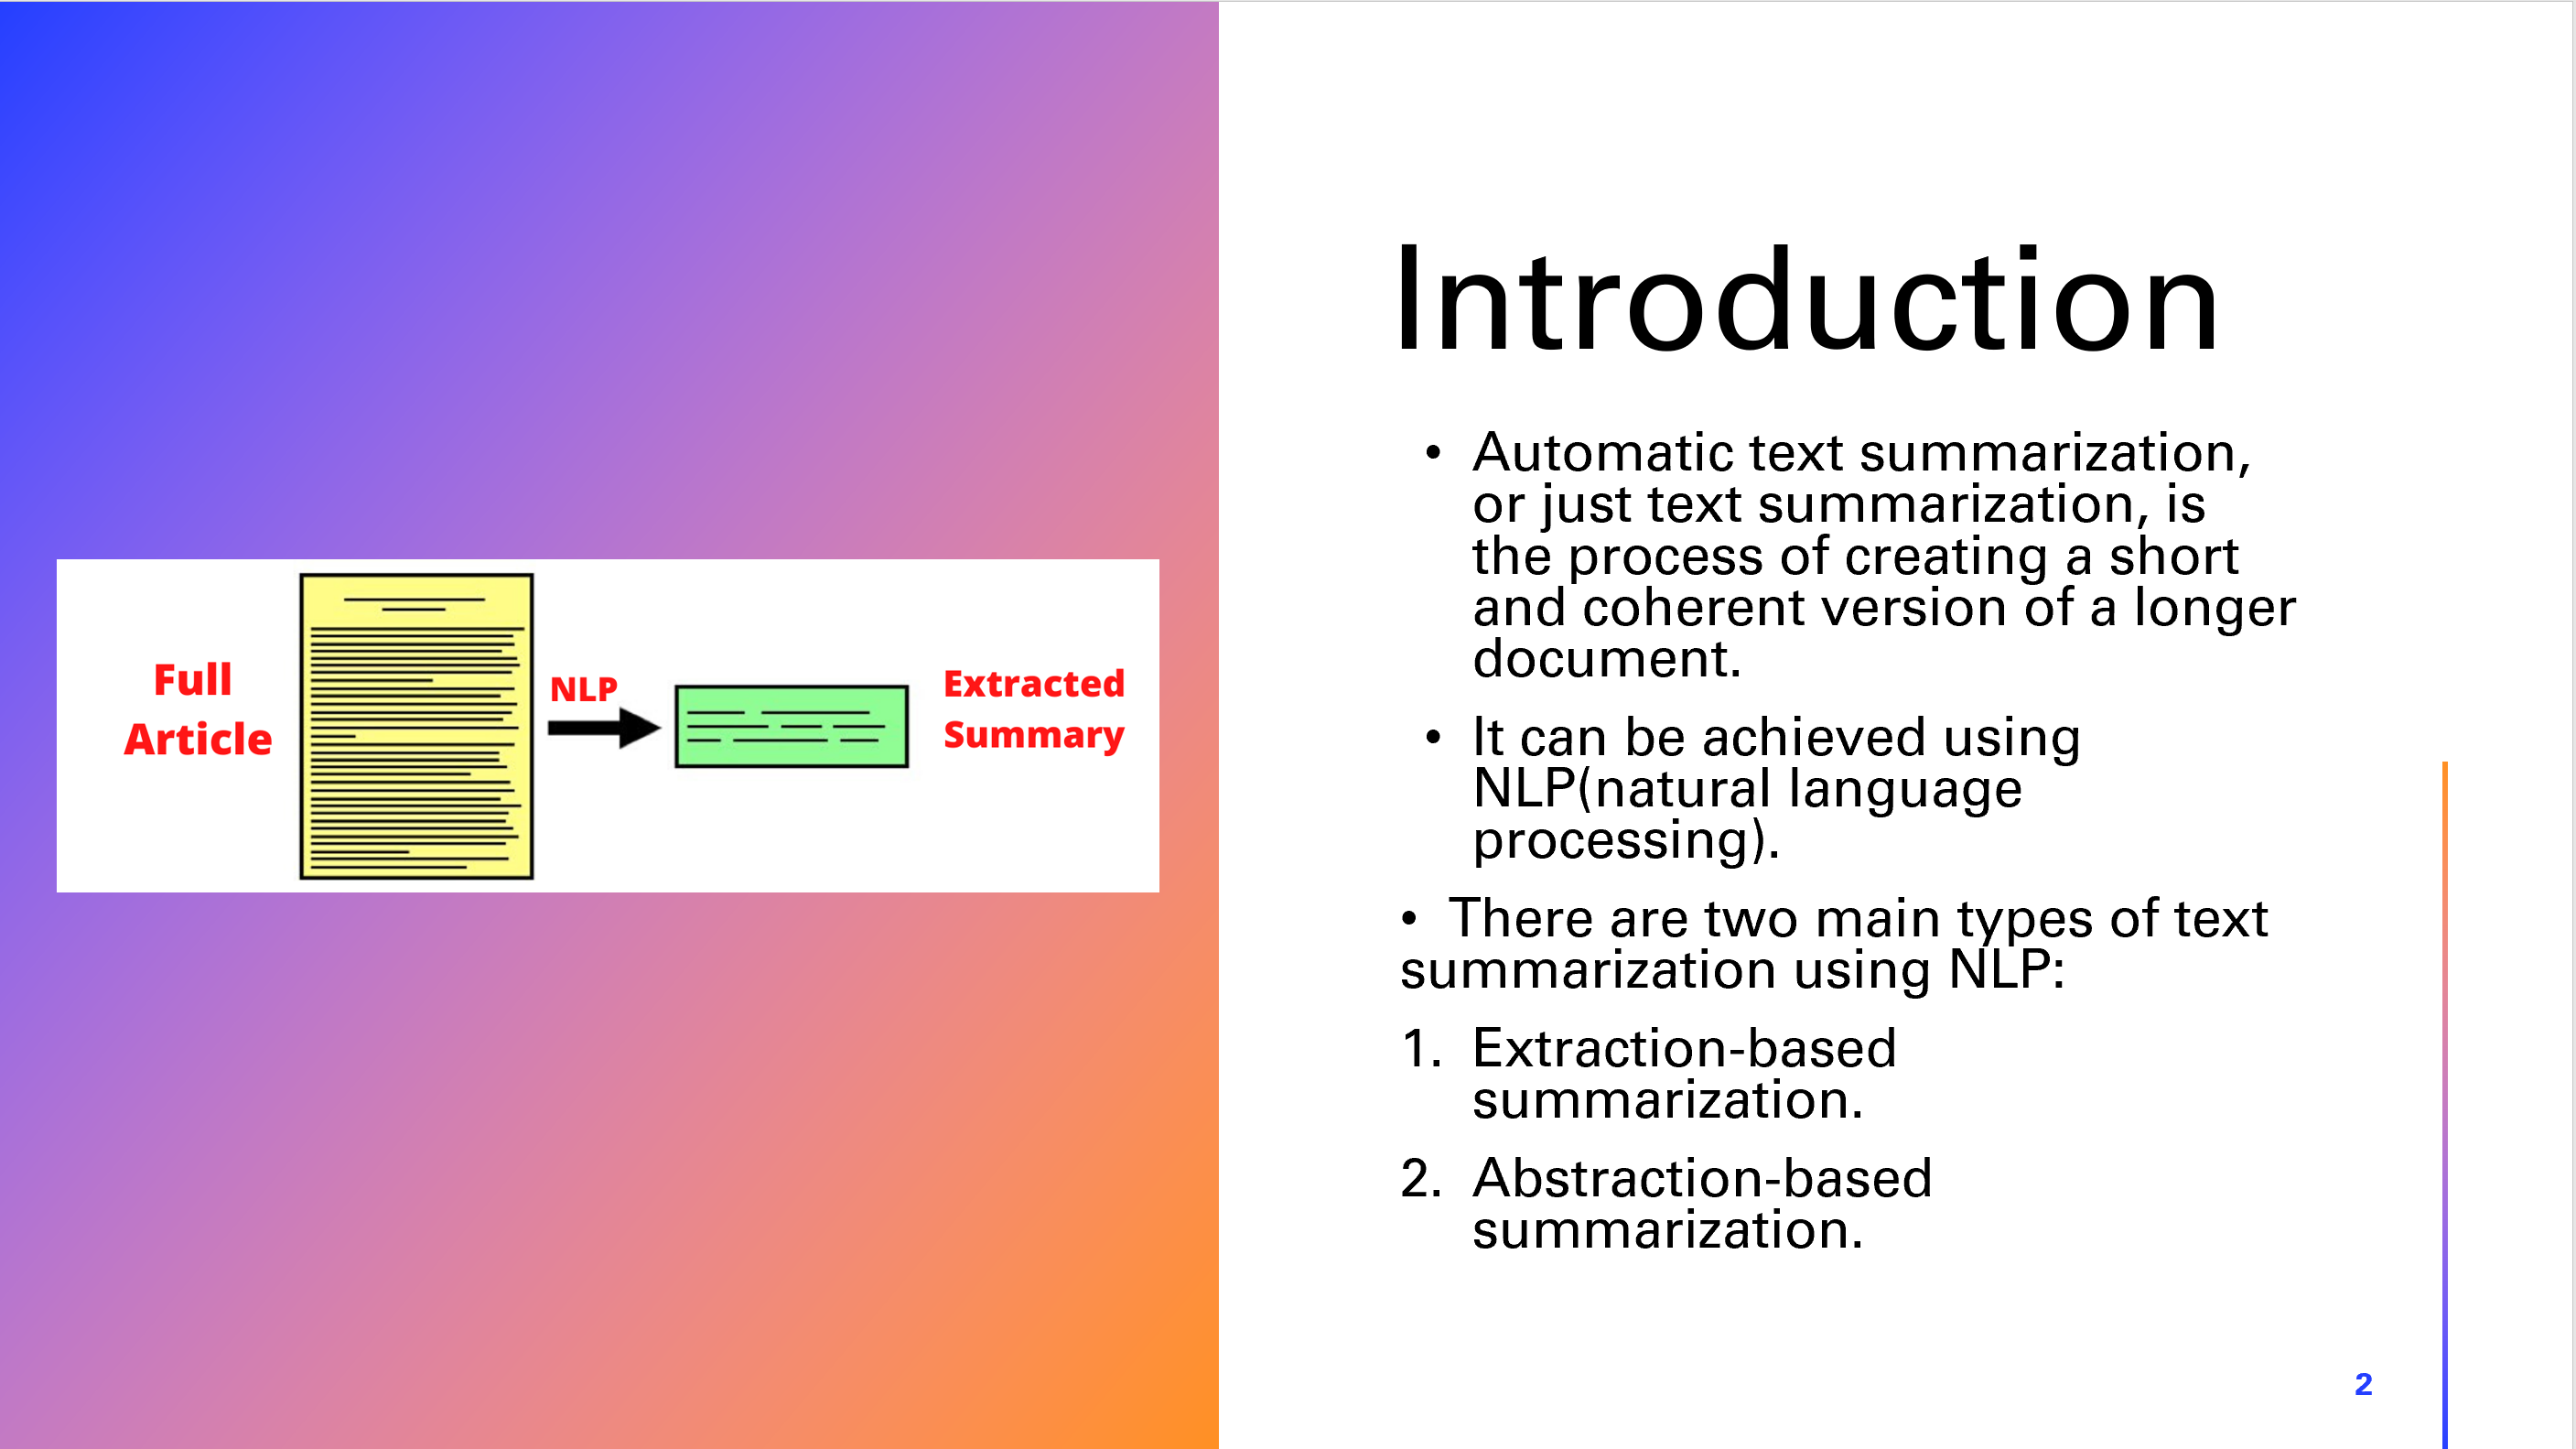 Full
Article
NLP
Extracted
Summary
Introduction
• Automatic text summarization,
or just text summarization, is
the process of creating a short
and coherent version of a longer
document.
• It can be achieved using
NLP(natural language
processing).
• There are two main types of text
summarization using NLP:
1. Extraction-based
summarization.
2. Abstraction-based
summarization.
2